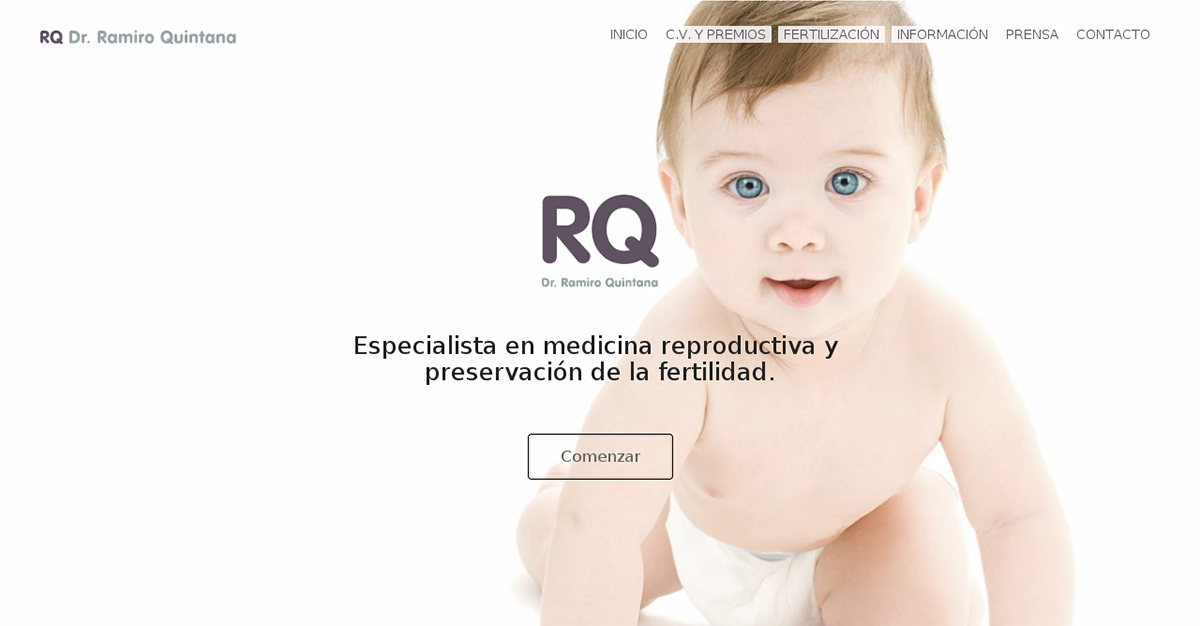 RQ Dr. Ramiro Quintana
INICIO C.V. Y PREMIOS FERTILIZACIÓN INFORMACIÓN PRENSA CONTACTO
RQ
Dr. Ramiro Quintana
Especialista en medicina reproductiva y
preservación de la fertilidad.
Comenzar